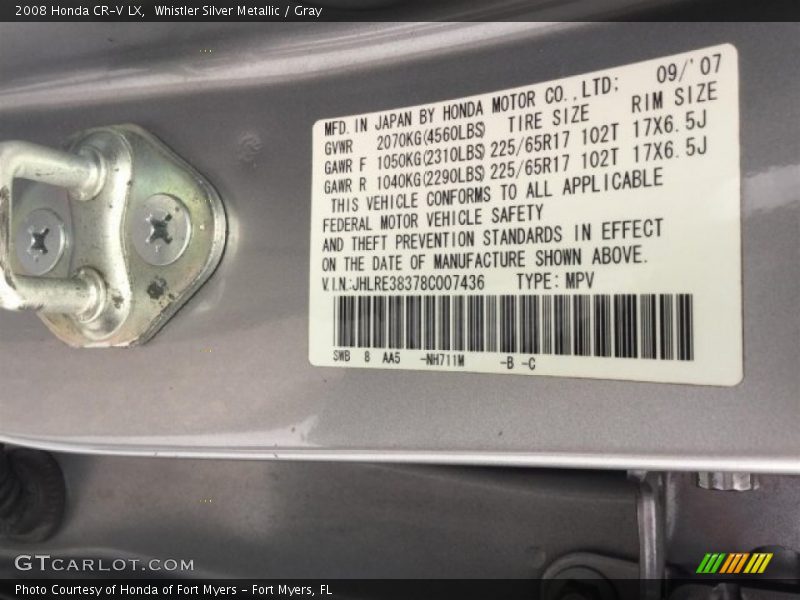 2008 Honda CR-V LX, Whistler Silver Metallic / Gray
MFD. IN JAPAN BY HONDA MOTOR CO., LTD; 09/'07
GVWR 2070KG(4560LBS) TIRE SIZE RIM SIZE
GAWR F 1050KG(2310LBS) 225/65R17 102T 17X6.5J
GAWR R 1040KG(2290LBS) 225/65R17 102T 17X6.5J
THIS VEHICLE CONFORMS TO ALL APPLICABLE
FEDERAL MOTOR VEHICLE SAFETY
AND THEFT PREVENTION STANDARDS IN EFFECT
ON THE DATE OF MANUFACTURE SHOWN ABOVE.
V.I.N:JHLRE38378C007436 TYPE: MPV
SWB 8 AA5 -NH711M -B -C
GTCARLOT.COM
Photo Courtesy of Honda of Fort Myers - Fort Myers, FL